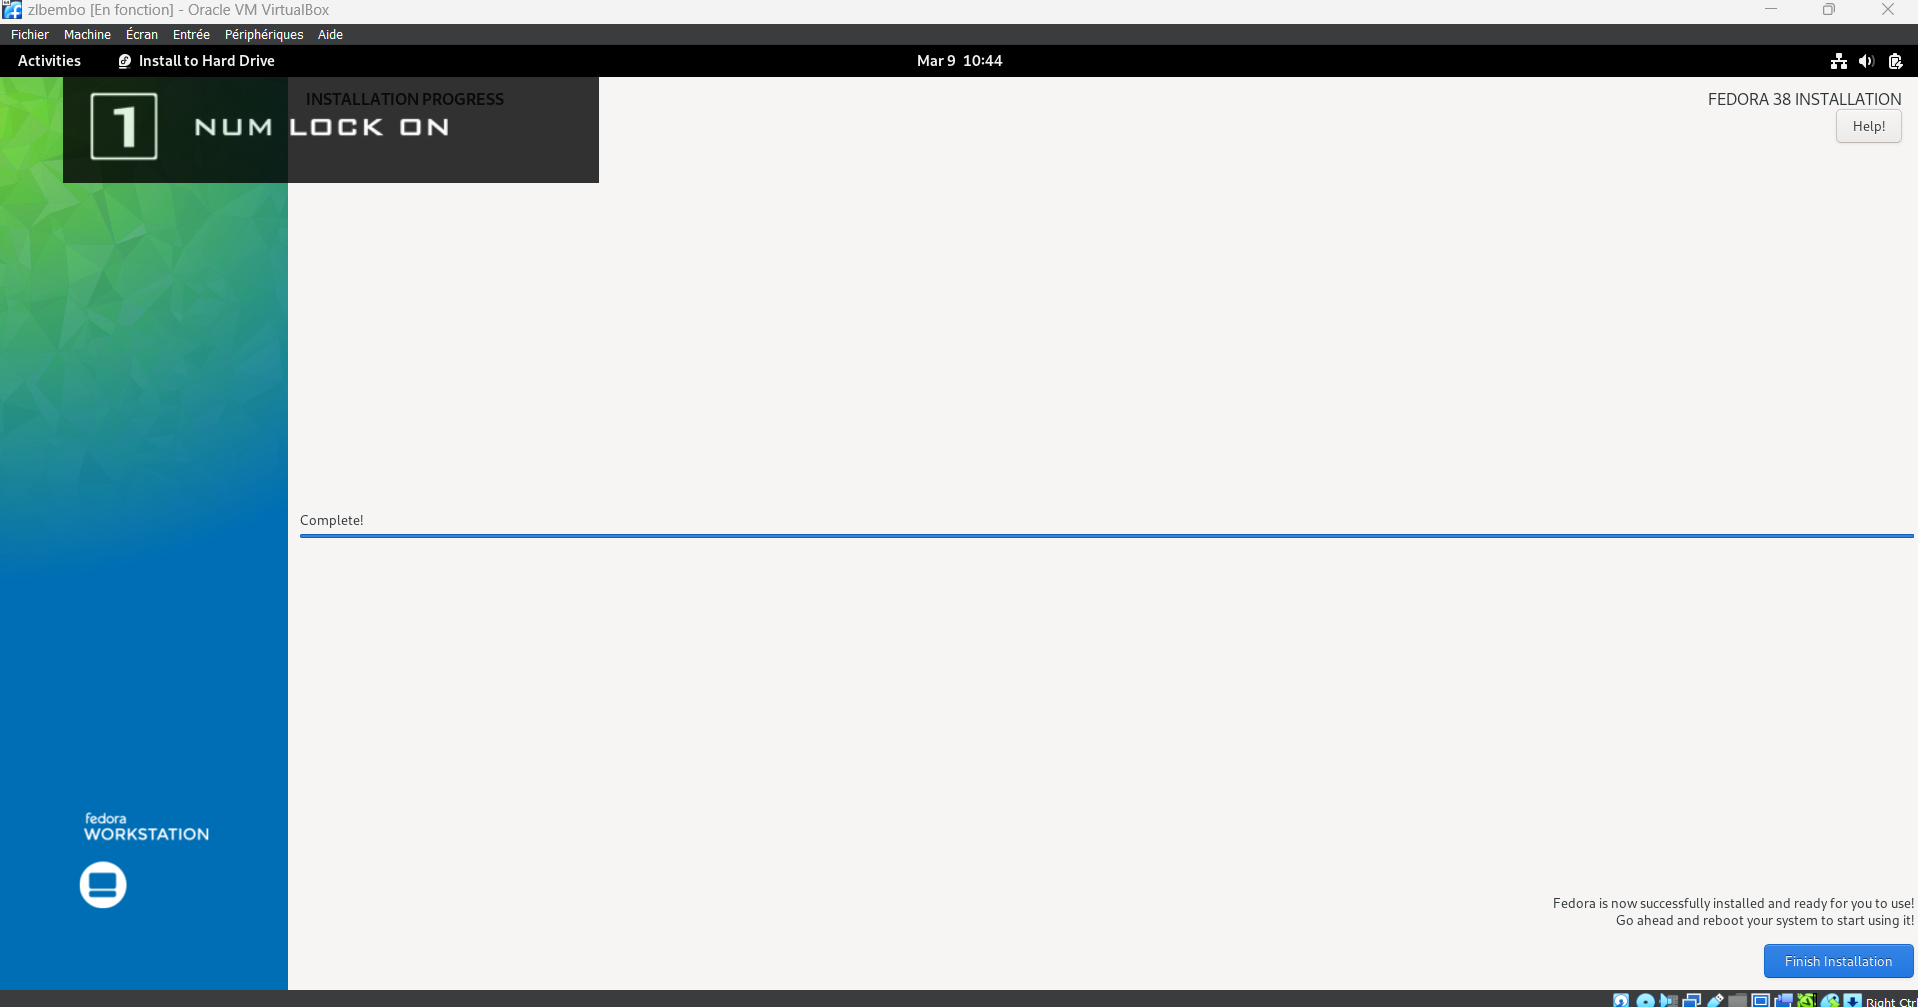 zlbembo [En fonction] - Oracle VM VirtualBox
Fichier Machine Écran Entrée Périphériques Aide
Activities Install to Hard Drive Mar 9 10:44
INSTALLATION PROGRESS FEDORA 38 INSTALLATION
1 NUM LOCK ON Help!
Complete!
fedora
WORKSTATION
Fedora is now successfully installed and ready for you to use!
Go ahead and reboot your system to start using it!
Finish Installation
Right Ctrl